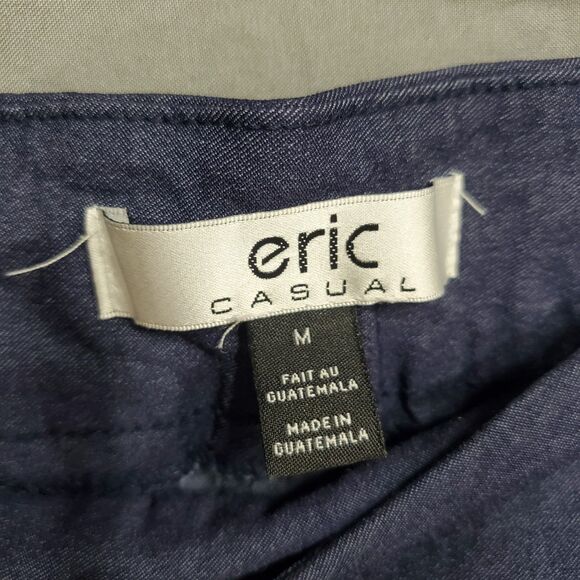 eric
CASUAL
M
FAIT AU
GUATEMALA
MADE IN
GUATEMALA